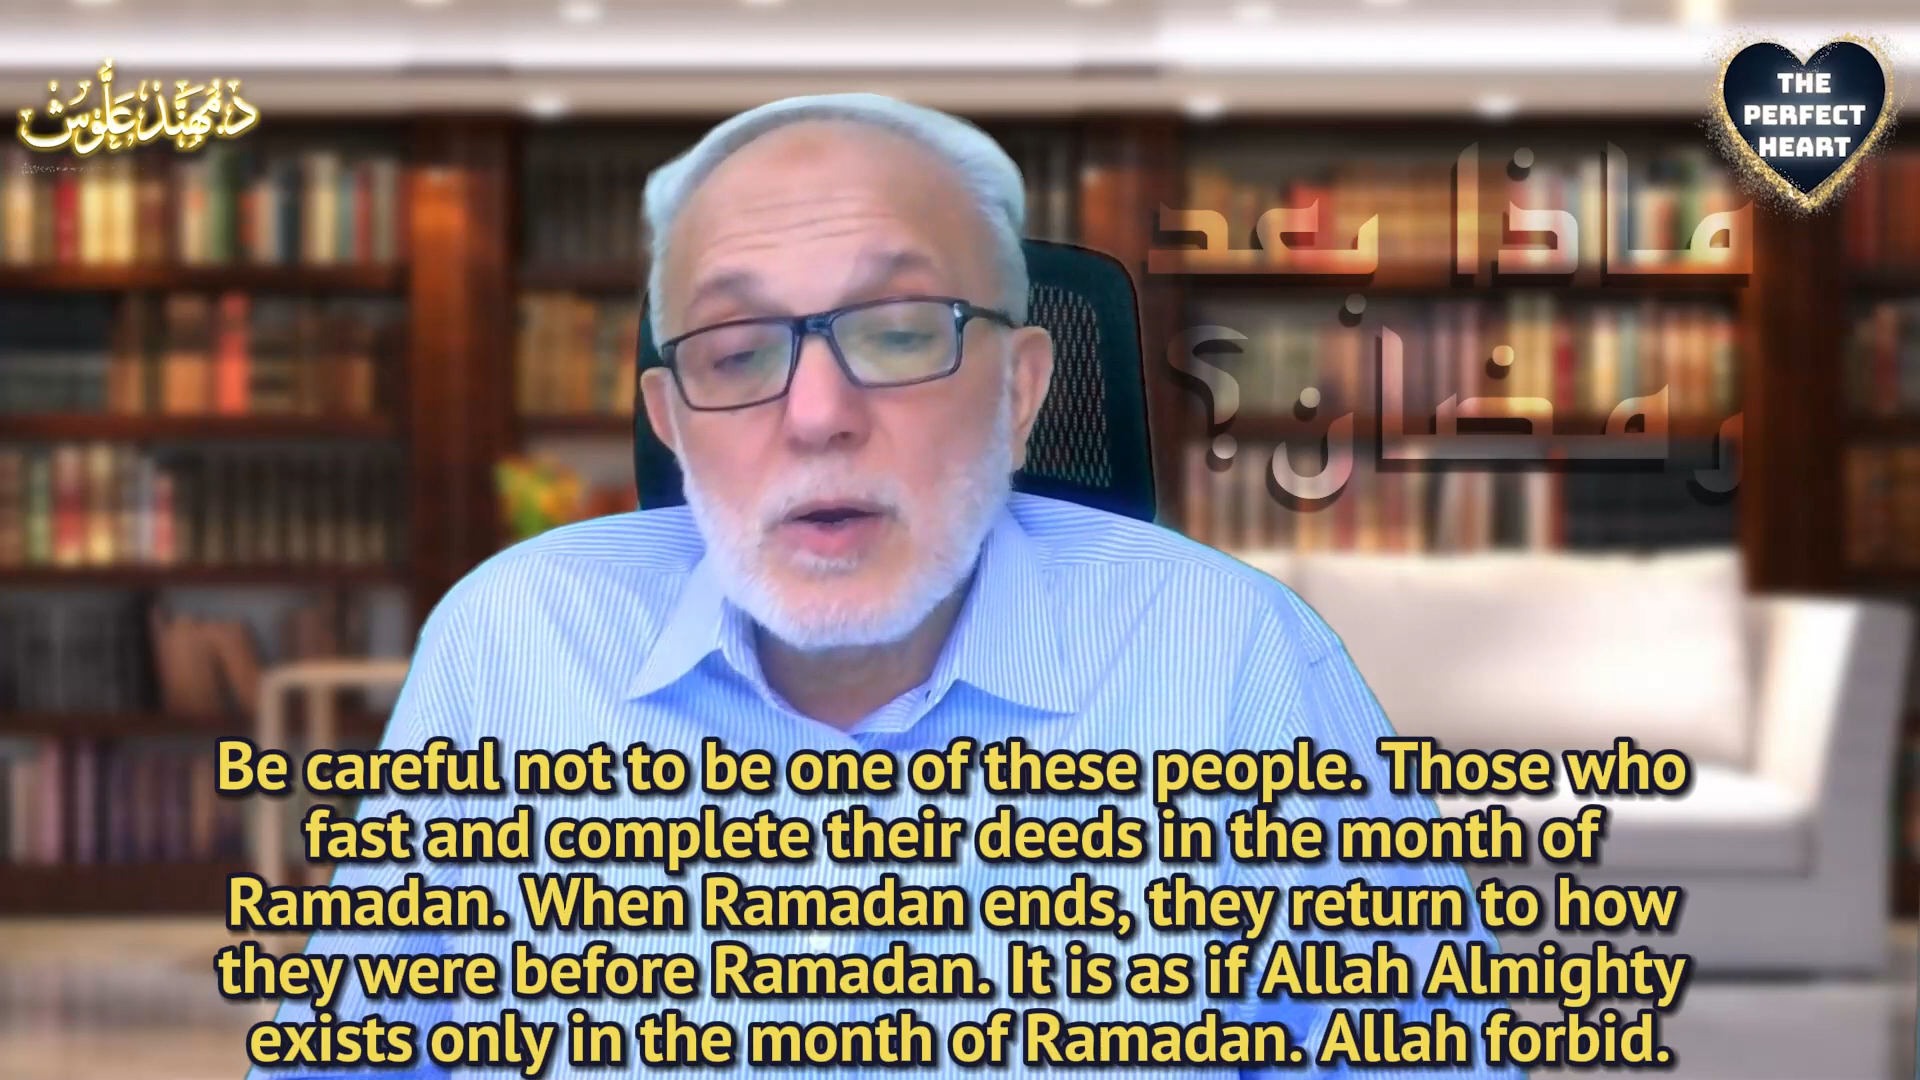 د. مُهَنَّد عَلُّوش
THE
PERFECT
HEART
ماذا بعد
رمضان؟
Be careful not to be one of these people. Those who
fast and complete their deeds in the month of
Ramadan. When Ramadan ends, they return to how
they were before Ramadan. It is as if Allah Almighty
exists only in the month of Ramadan. Allah forbid.